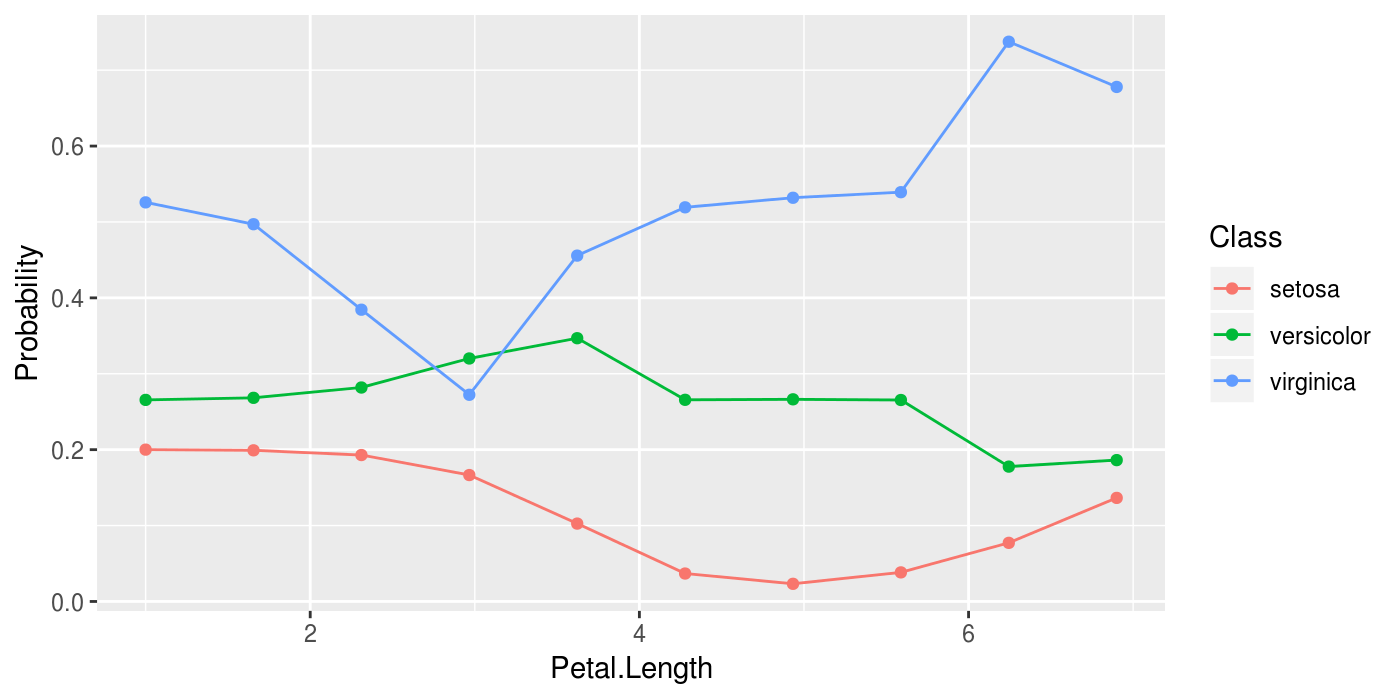 0.6
0.4
0.2
0.0
Probability
2 4 6
Petal.Length
Class
setosa
versicolor
virginica